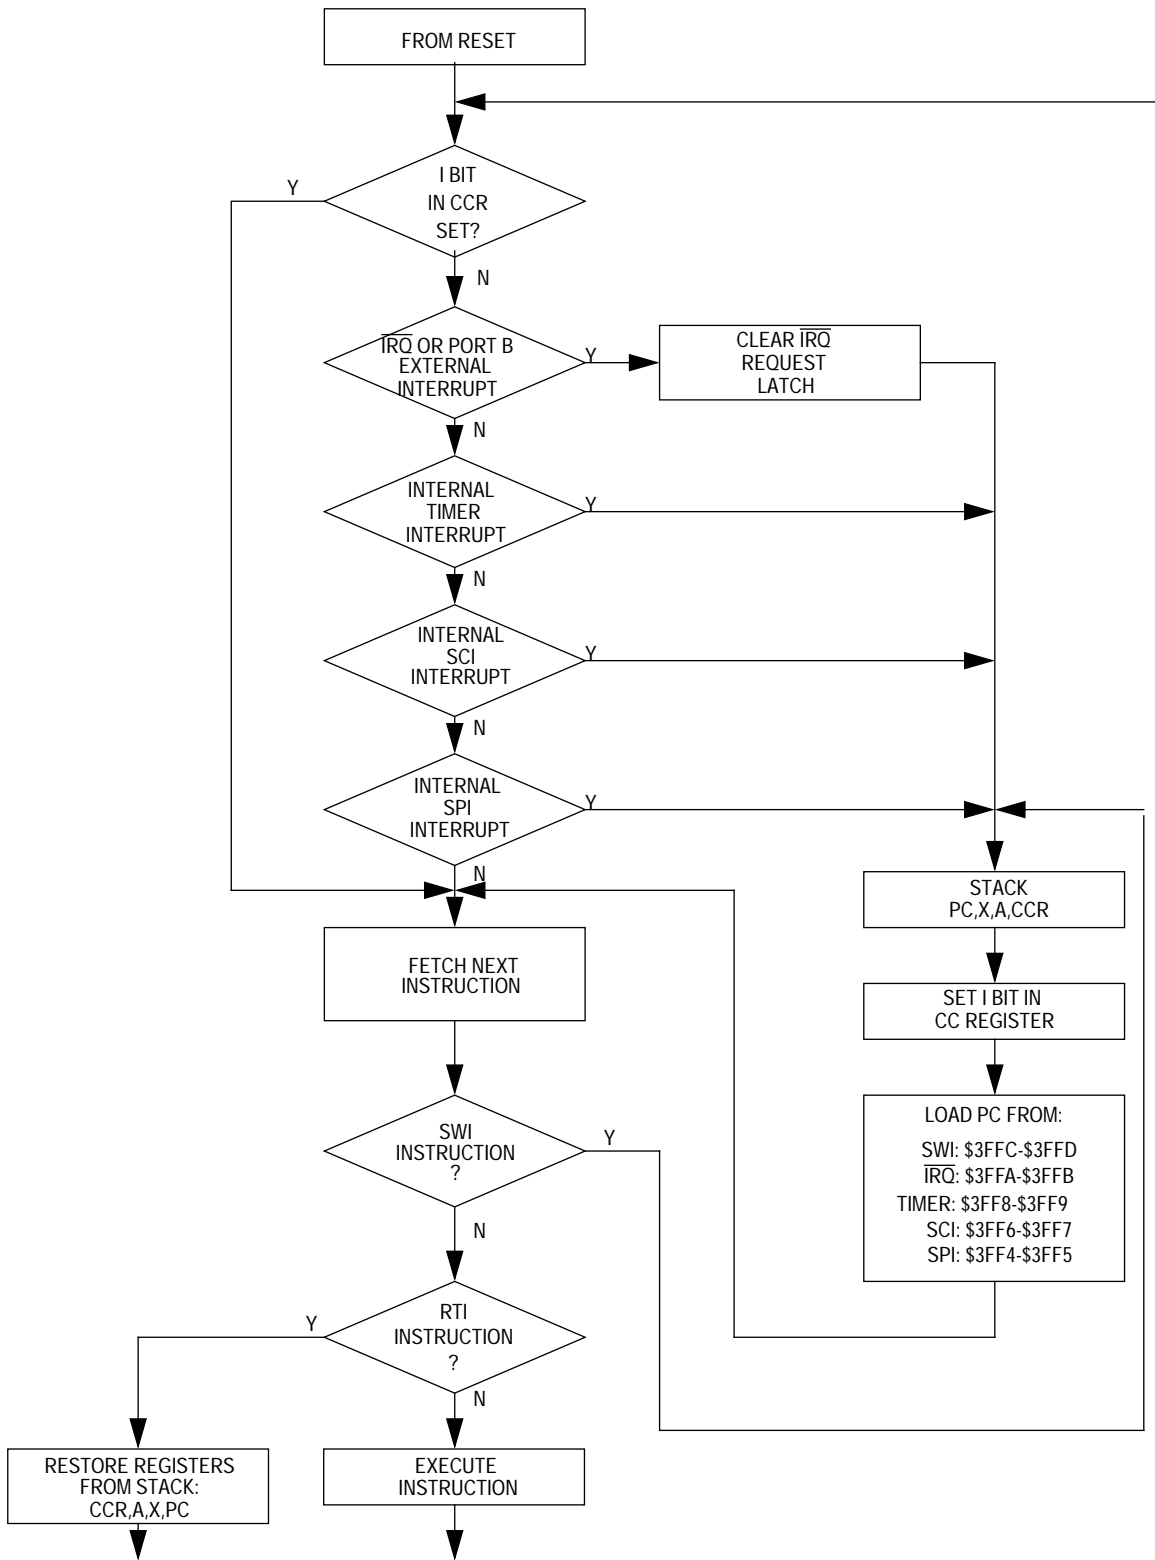 FROM RESET
I BIT
IN CCR
SET?
Y
N
IRQ OR PORT B
EXTERNAL
INTERRUPT
Y
CLEAR IRQ
REQUEST
LATCH
N
INTERNAL
TIMER
INTERRUPT
Y
N
INTERNAL
SCI
INTERRUPT
Y
N
INTERNAL
SPI
INTERRUPT
Y
N
STACK
PC,X,A,CCR
FETCH NEXT
INSTRUCTION
SET I BIT IN
CC REGISTER
SWI
INSTRUCTION
?
Y
LOAD PC FROM:
SWI: $3FFC-$3FFD
IRQ: $3FFA-$3FFB
TIMER: $3FF8-$3FF9
SCI: $3FF6-$3FF7
SPI: $3FF4-$3FF5
N
RTI
INSTRUCTION
?
Y
N
RESTORE REGISTERS
FROM STACK:
CCR,A,X,PC
EXECUTE
INSTRUCTION